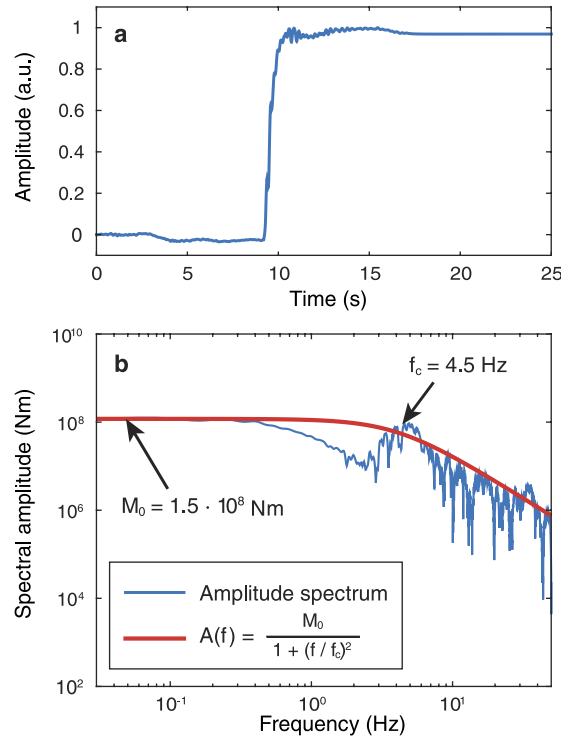 a
1
0.8
0.6
0.4
0.2
0
Amplitude (a.u.)
0 5 10 15 20 25
Time (s)
b
f_c = 4.5 Hz
10¹⁰
10⁸
10⁶
10⁴
10²
Spectral amplitude (Nm)
M₀ = 1.5 · 10⁸ Nm
Amplitude spectrum
A(f) = M₀ / 1 + (f / f_c)²
10⁻¹ 10⁰ 10¹
Frequency (Hz)